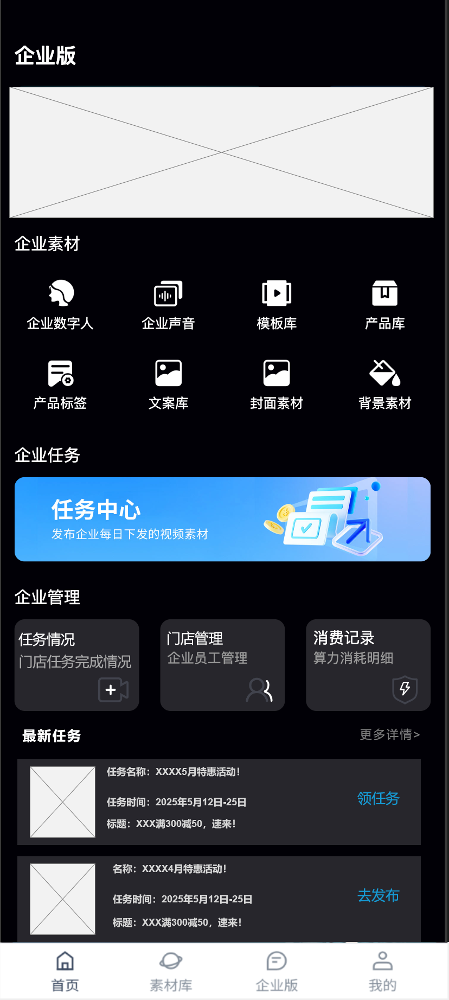 企业版
企业素材
企业数字人 企业声音 模板库 产品库
产品标签 文案库 封面素材 背景素材
企业任务
任务中心
发布企业每日下发的视频素材
企业管理
任务情况 门店管理 消费记录
门店任务完成情况 企业员工管理 算力消耗明细
最新任务 更多详情>
任务名称：XXXX5月特惠活动！
任务时间：2025年5月12日-25日
领任务
标题：XXX满300减50，速来！
名称：XXXX4月特惠活动！
任务时间：2025年5月12日-25日
去发布
标题：XXX满300减50，速来！
首页 素材库 企业版 我的